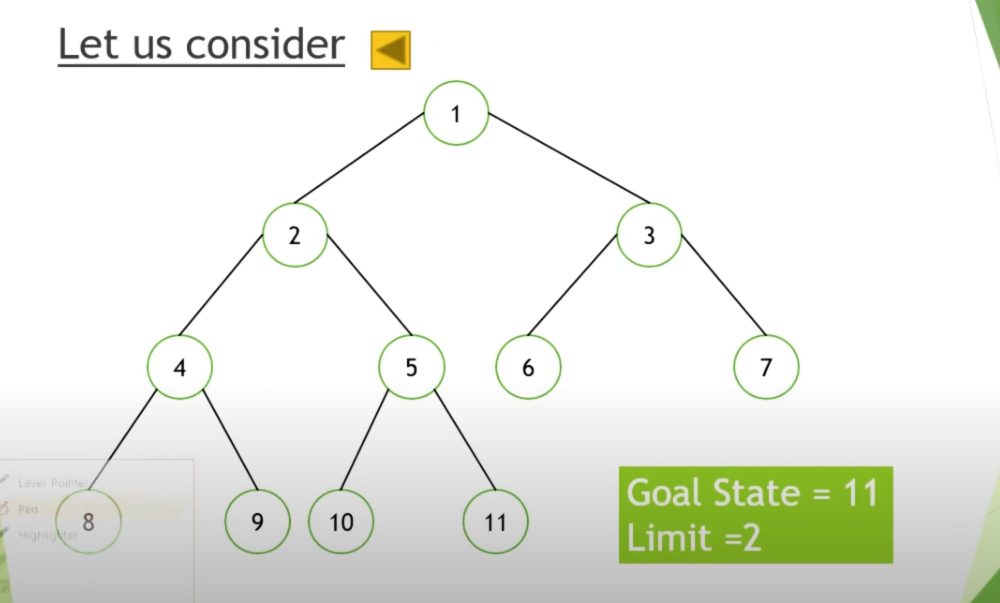 Let us consider
1
2
3
4
5
6
7
8
9
10
11
Laser Pointer
Pen
Highlighter
Goal State = 11
Limit =2